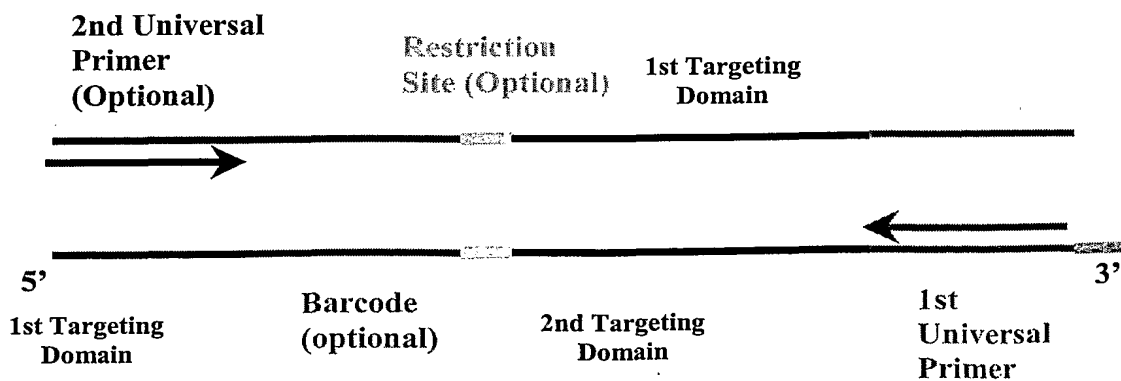 2nd Universal
Primer
(Optional)
Restriction
Site (Optional)
1st Targeting
Domain
5’
3’
1st Targeting
Domain
Barcode
(optional)
2nd Targeting
Domain
1st
Universal
Primer